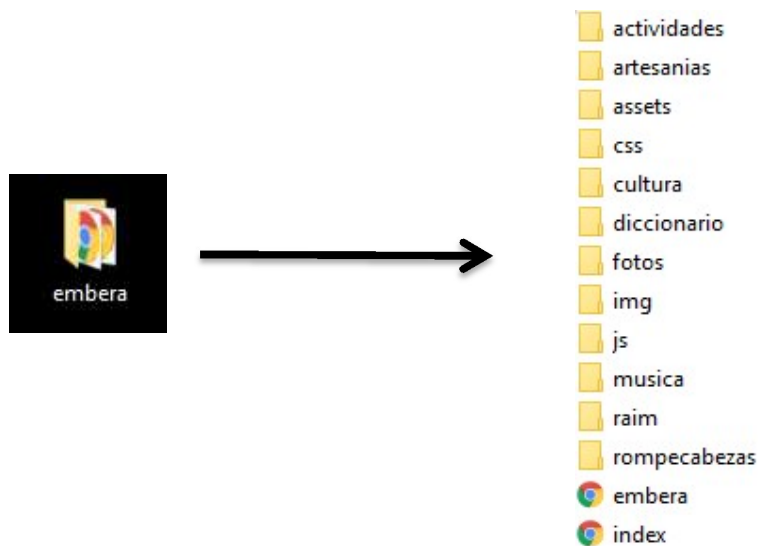 embera
actividades
artesanias
assets
css
cultura
diccionario
fotos
img
js
musica
raim
rompecabezas
embera
index